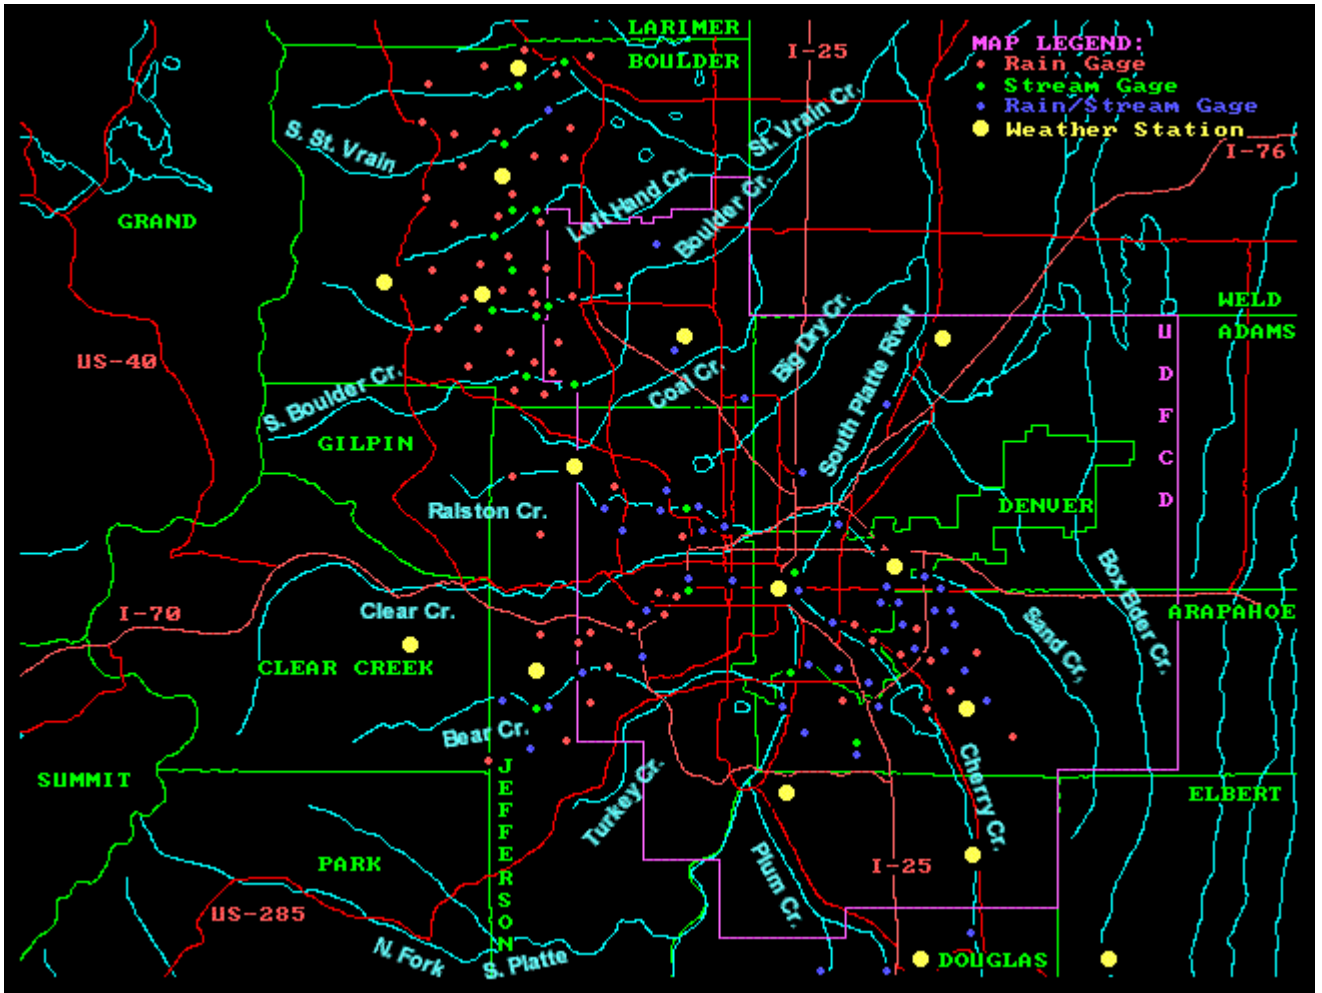 LARIMER
I-25
MAP LEGEND:
BOULDER
Rain Gage
Stream Gage
Rain/Stream Gage
Weather Station
I-76
S. St. Vrain
St. Vrain Cr.
GRAND
Left Hand Cr.
Boulder Cr.
WELD
ADAMS
U
D
F
C
D
US-40
Big Dry Cr.
South Platte River
Coal Cr.
S. Boulder Cr.
GILPIN
Ralston Cr.
DENVER
Clear Cr.
I-70
ARAPAHOE
Box Elder Cr.
Sand Cr,
CLEAR CREEK
Bear Cr.
SUMMIT
JEFFERSON
Turkey Cr.
Cherry Cr.
ELBERT
PARK
Plum Cr.
I-25
US-285
N. Fork
S. Platte
DOUGLAS